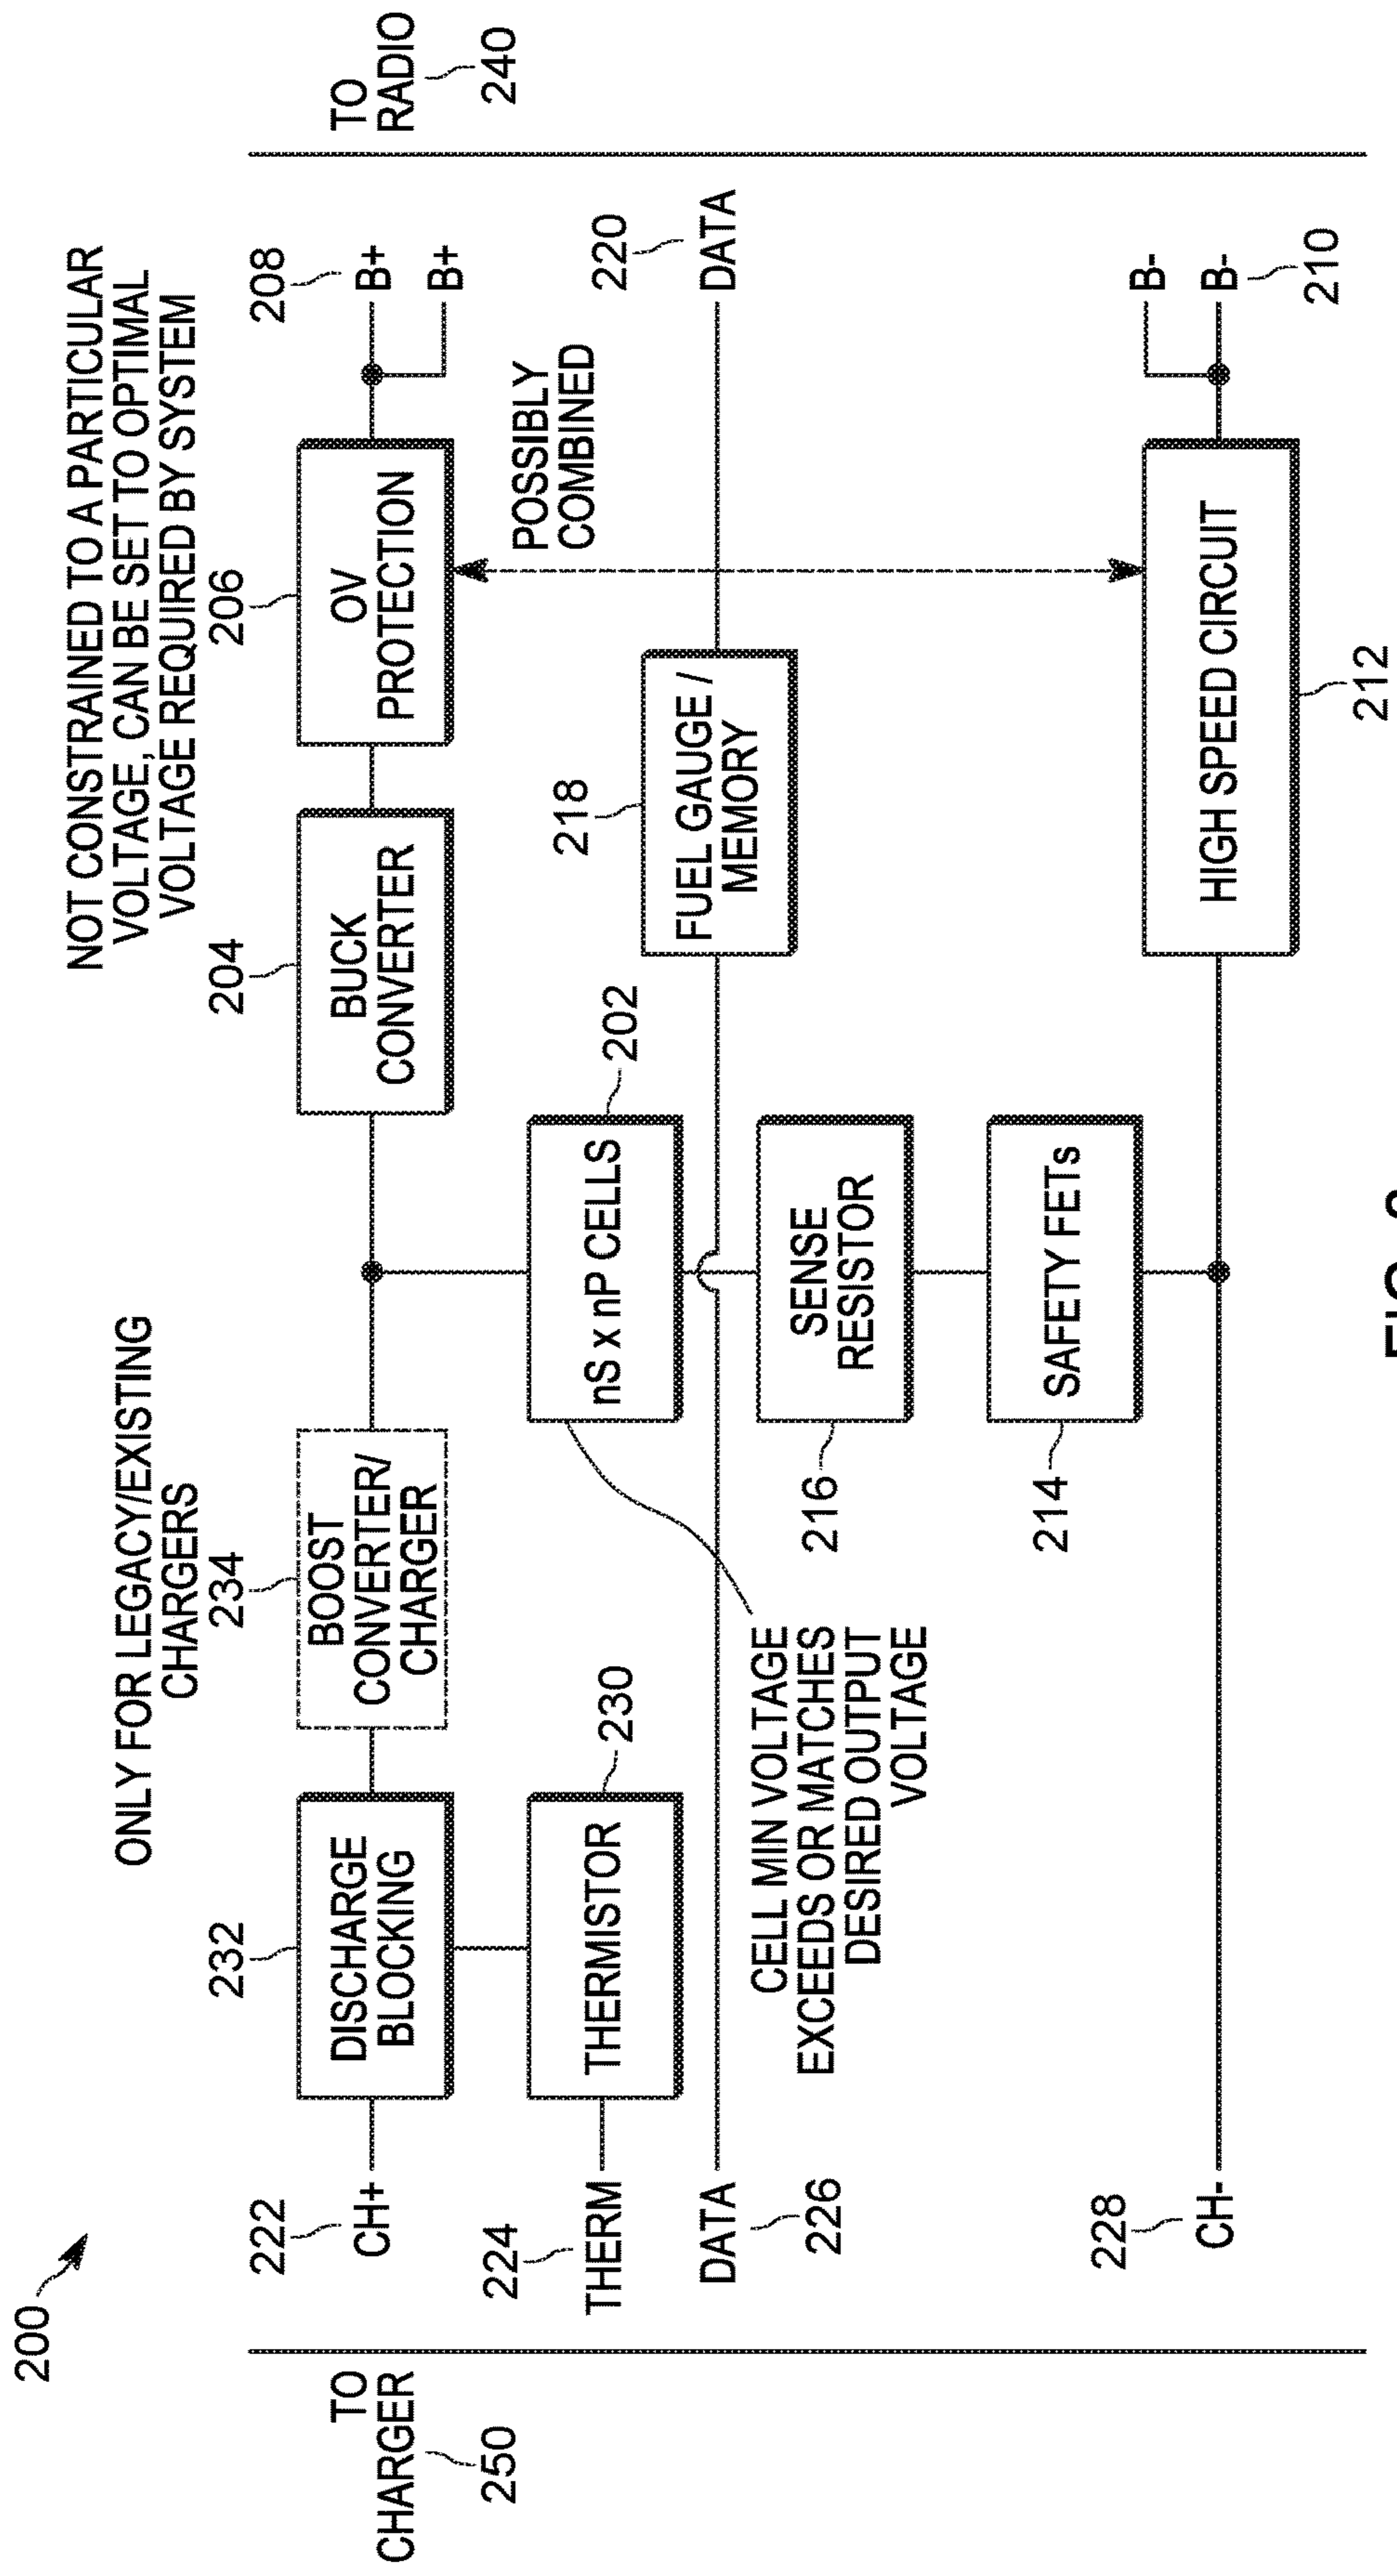 200
NOT CONSTRAINED TO A PARTICULAR
VOLTAGE, CAN BE SET TO OPTIMAL
VOLTAGE REQUIRED BY SYSTEM
ONLY FOR LEGACY/EXISTING
CHARGERS
TO
CHARGER
250
222
CH+
232
DISCHARGE
BLOCKING
234
BOOST
CONVERTER/
CHARGER
204
BUCK
CONVERTER
206
OV
PROTECTION
208
B+
B+
TO
RADIO
240
224
THERM
THERMISTOR
230
nS x nP CELLS
202
POSSIBLY
COMBINED
DATA
226
218
FUEL GAUGE /
MEMORY
220
DATA
CELL MIN VOLTAGE
EXCEEDS OR MATCHES
DESIRED OUTPUT
VOLTAGE
216
SENSE
RESISTOR
214
SAFETY FETs
228
CH-
HIGH SPEED CIRCUIT
212
B-
B-
210